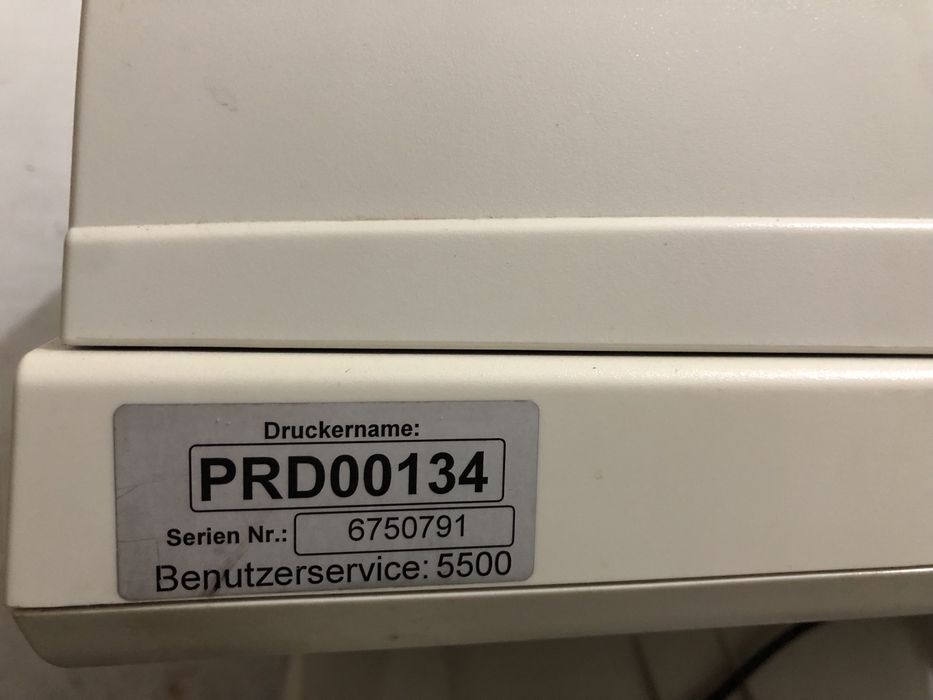 Druckername:
PRD00134
Serien Nr.: 6750791
Benutzerservice: 5500